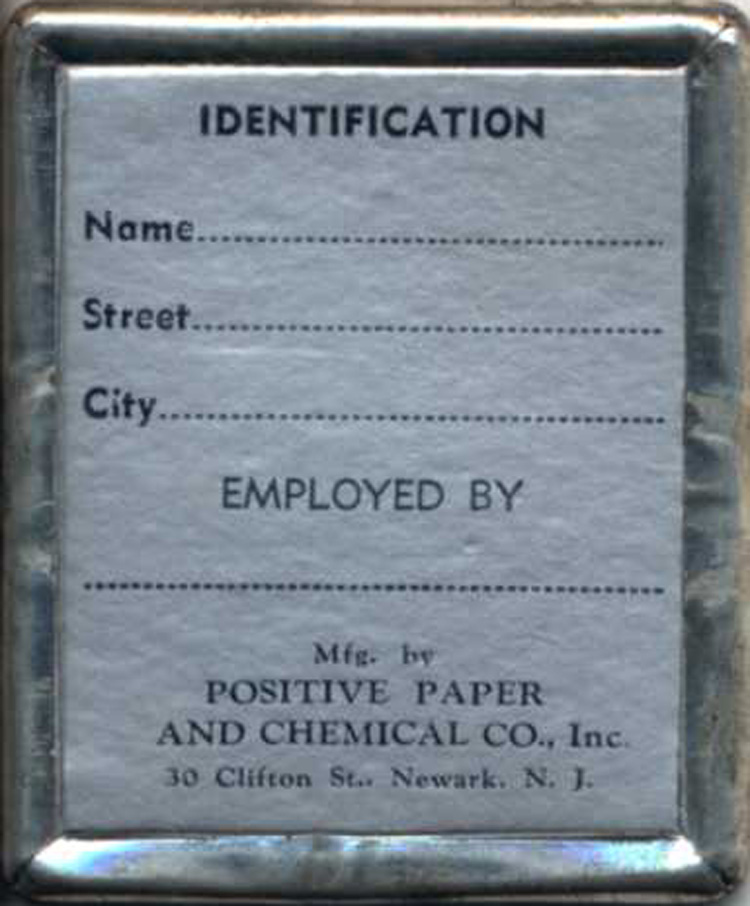 IDENTIFICATION
Name
Street
City
EMPLOYED BY
Mfg. by
POSITIVE PAPER
AND CHEMICAL CO., Inc.
30 Clifton St., Newark, N. J.